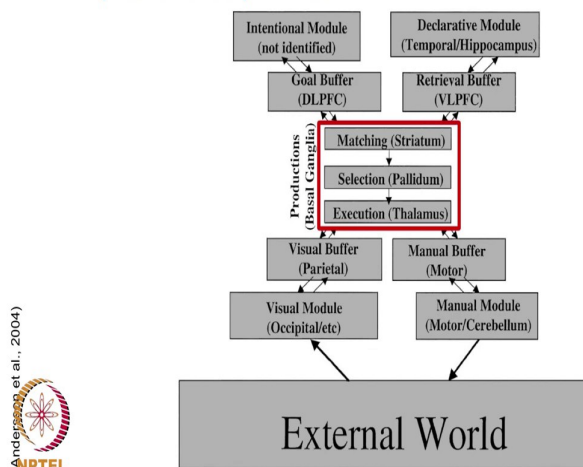 Intentional Module
(not identified)
Declarative Module
(Temporal/Hippocampus)
Goal Buffer
(DLPFC)
Retrieval Buffer
(VLPFC)
Productions
(Basal Ganglia)
Matching (Striatum)
Selection (Pallidum)
Execution (Thalamus)
Visual Buffer
(Parietal)
Manual Buffer
(Motor)
Visual Module
(Occipital/etc)
Manual Module
(Motor/Cerebellum)
External World
Anderson et al., 2004)
NPTEL